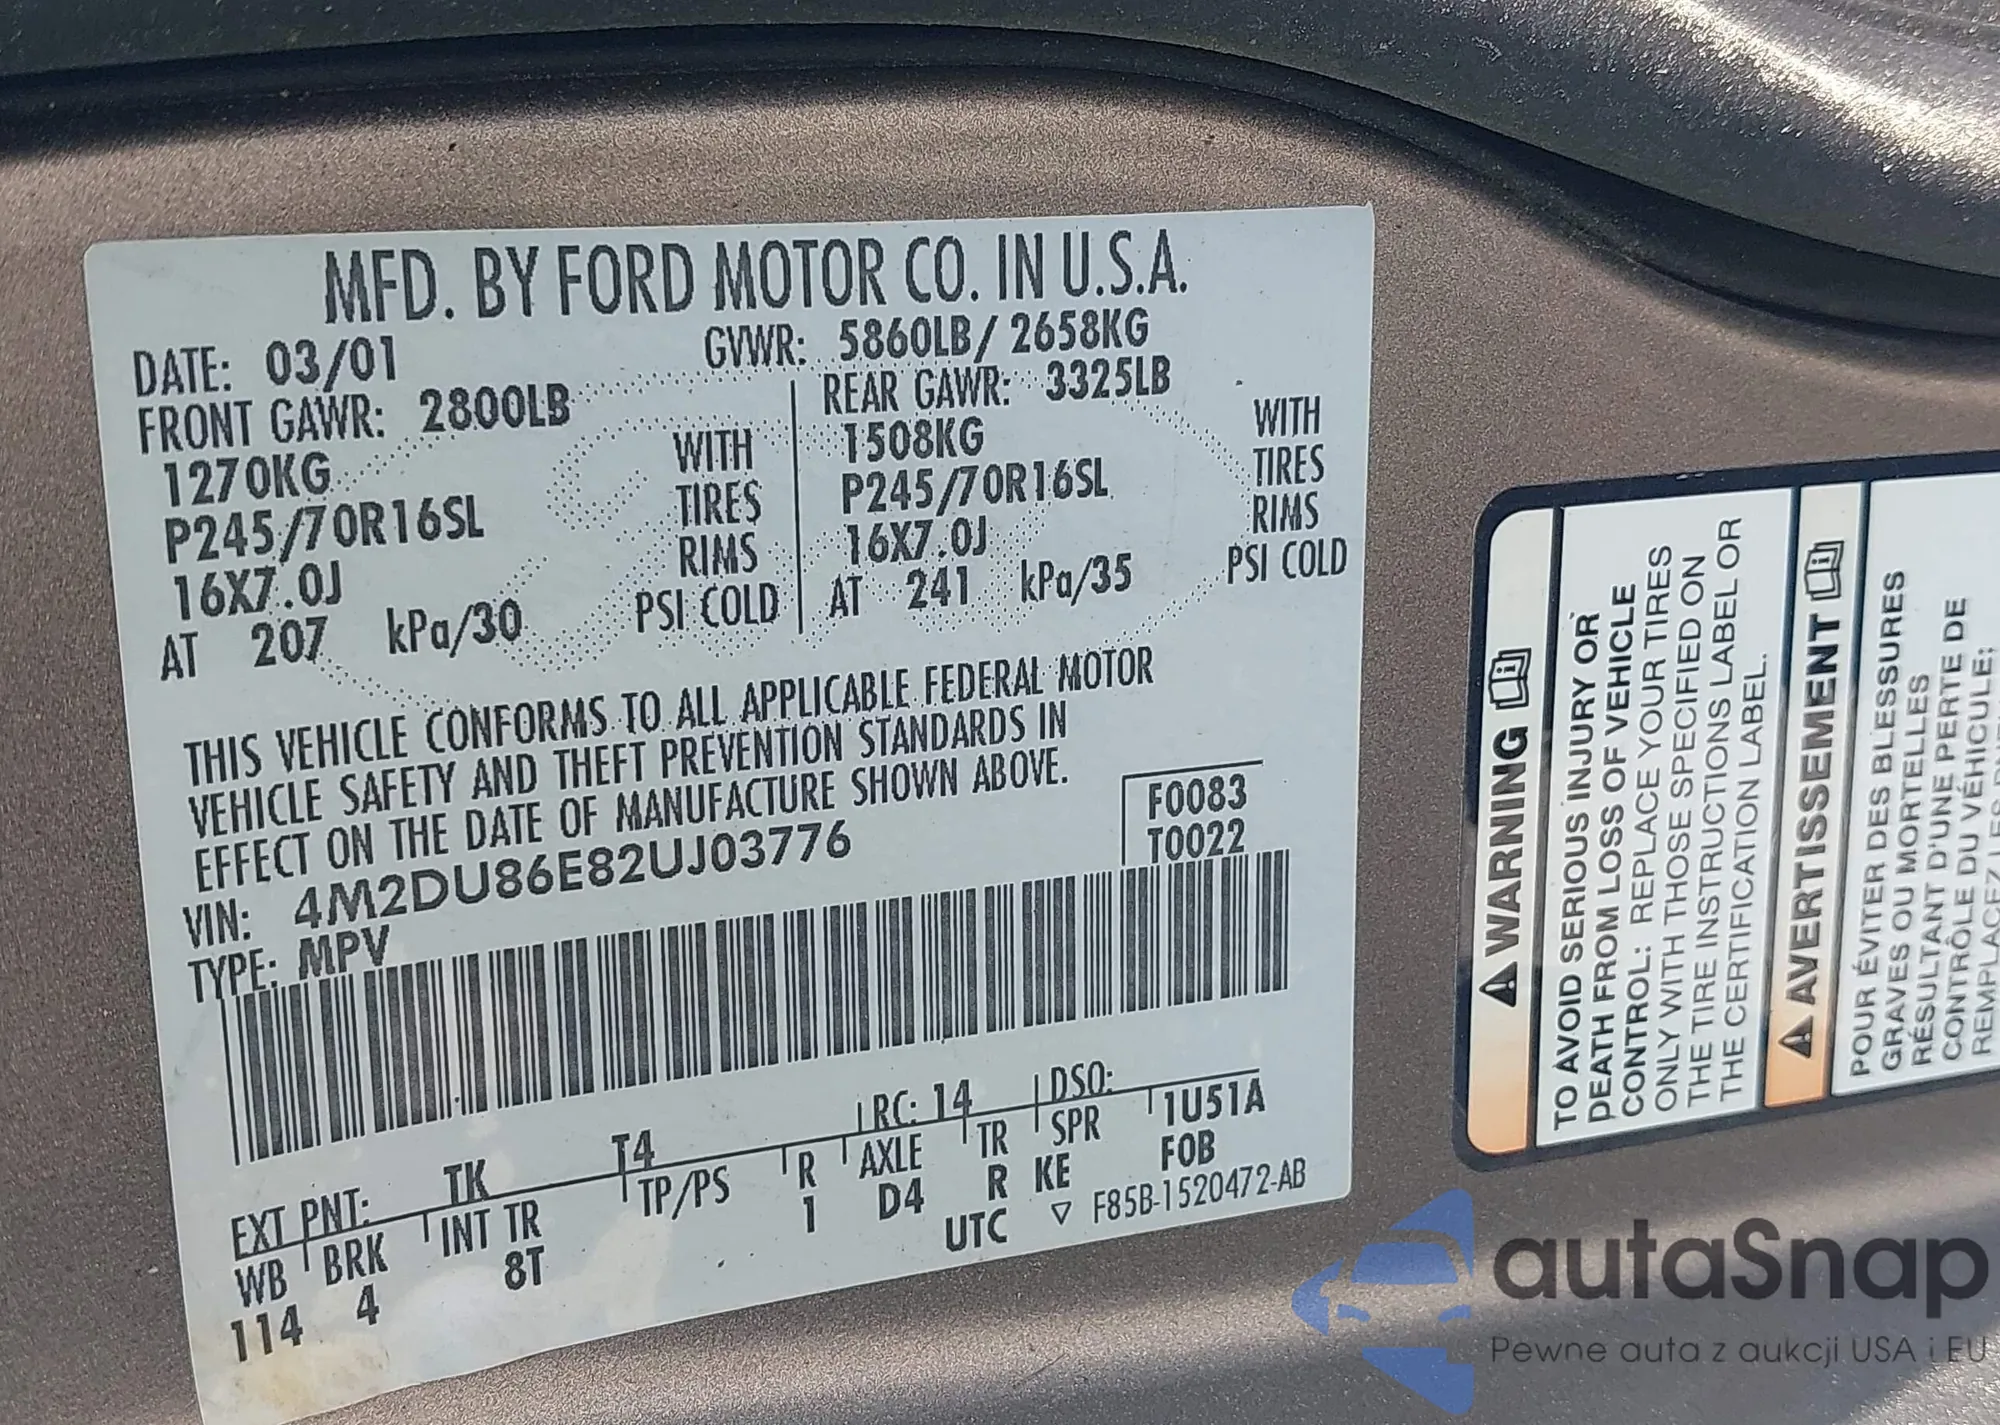 MFD. BY FORD MOTOR CO. IN U.S.A.
DATE: 03/01
GVWR: 5860LB/ 2658KG
FRONT GAWR: 2800LB
REAR GAWR: 3325LB
1270KG WITH
1508KG WITH
P245/70R16SL TIRES
P245/70R16SL TIRES
16X7.0J RIMS
16X7.0J RIMS
AT 207 kPa/30 PSI COLD
AT 241 kPa/35 PSI COLD
THIS VEHICLE CONFORMS TO ALL APPLICABLE FEDERAL MOTOR
VEHICLE SAFETY AND THEFT PREVENTION STANDARDS IN
EFFECT ON THE DATE OF MANUFACTURE SHOWN ABOVE.
VIN: 4M2DU86E82UJ03776
F0083
T0022
TYPE: MPV
EXT PNT: TK T4 RC: 14 DSO:
WB BRK INT TR TP/PS R AXLE TR SPR 1U51A
114 4 8T 1 D4 R KE FOB
UTC ▽ F85B-1520472-AB
⚠ WARNING
TO AVOID SERIOUS INJURY OR
DEATH FROM LOSS OF VEHICLE
CONTROL: REPLACE YOUR TIRES
ONLY WITH THOSE SPECIFIED ON
THE TIRE INSTRUCTIONS LABEL OR
THE CERTIFICATION LABEL.
⚠ AVERTISSEMENT
POUR ÉVITER DES BLESSURES
GRAVES OU MORTELLES
RÉSULTANT D'UNE PERTE DE
CONTRÔLE DU VÉHICULE;
REMPLACEZ LES
autaSnap
Pewne auta z aukcji USA i EU